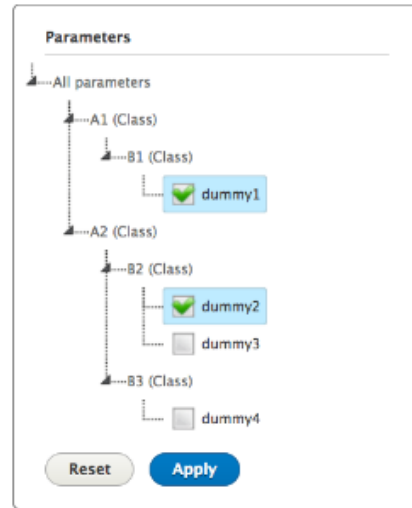 Parameters
All parameters
A1 (Class)
B1 (Class)
dummy1
A2 (Class)
B2 (Class)
dummy2
dummy3
B3 (Class)
dummy4
Reset Apply